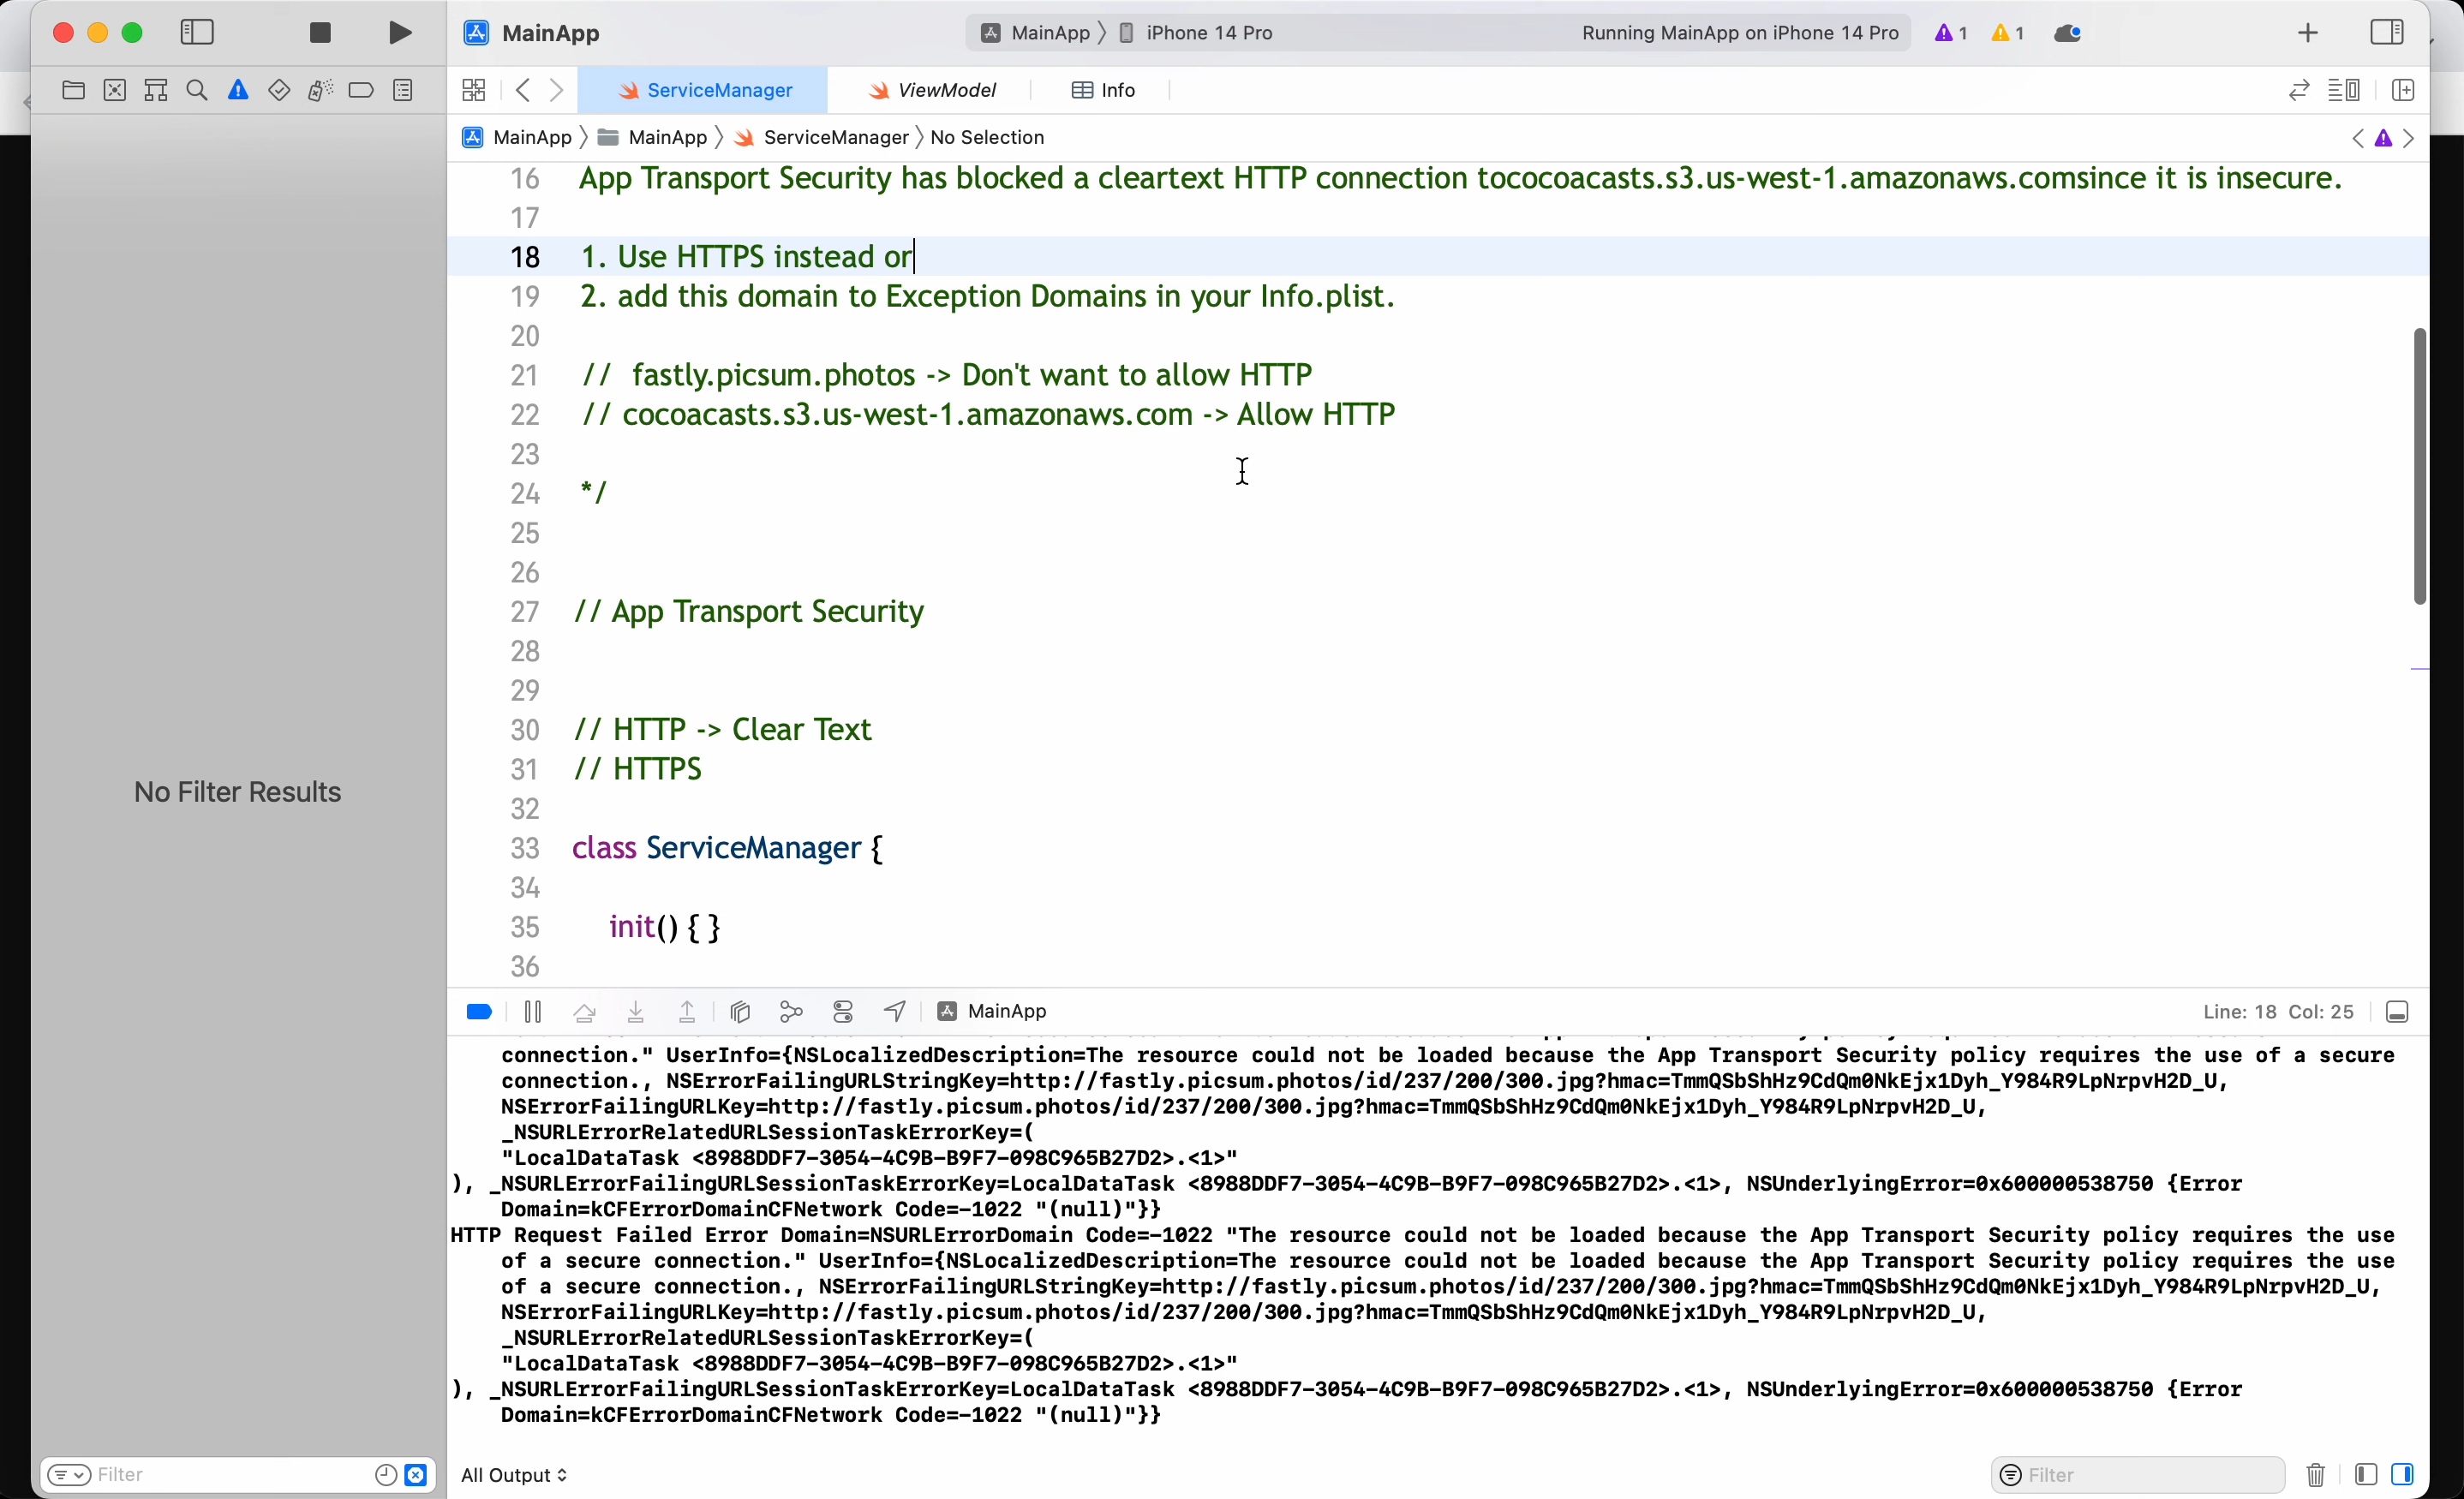 MainApp
MainApp 〉 iPhone 14 Pro
Running MainApp on iPhone 14 Pro
1
1
ServiceManager
ViewModel
Info
MainApp 〉 MainApp 〉 ServiceManager 〉 No Selection
16 App Transport Security has blocked a cleartext HTTP connection tococoacasts.s3.us-west-1.amazonaws.comsince it is insecure.
17
18 1. Use HTTPS instead or
19 2. add this domain to Exception Domains in your Info.plist.
20
21 // fastly.picsum.photos -> Don't want to allow HTTP
22 // cocoacasts.s3.us-west-1.amazonaws.com -> Allow HTTP
23
24 */
25
26
27 // App Transport Security
28
29
30 // HTTP -> Clear Text
31 // HTTPS
32
33 class ServiceManager {
34
35 init() { }
36
No Filter Results
MainApp
Line: 18 Col: 25
connection." UserInfo={NSLocalizedDescription=The resource could not be loaded because the App Transport Security policy requires the use of a secure
connection., NSErrorFailingURLStringKey=http://fastly.picsum.photos/id/237/200/300.jpg?hmac=TmmQSbShHz9CdQm0NkEjx1Dyh_Y984R9LpNrpvH2D_U,
NSErrorFailingURLKey=http://fastly.picsum.photos/id/237/200/300.jpg?hmac=TmmQSbShHz9CdQm0NkEjx1Dyh_Y984R9LpNrpvH2D_U,
_NSURLErrorRelatedURLSessionTaskErrorKey=(
"LocalDataTask <8988DDF7-3054-4C9B-B9F7-098C965B27D2>.<1>"
), _NSURLErrorFailingURLSessionTaskErrorKey=LocalDataTask <8988DDF7-3054-4C9B-B9F7-098C965B27D2>.<1>, NSUnderlyingError=0x600000538750 {Error
Domain=kCFErrorDomainCFNetwork Code=-1022 "(null)"}}
HTTP Request Failed Error Domain=NSURLErrorDomain Code=-1022 "The resource could not be loaded because the App Transport Security policy requires the use
of a secure connection." UserInfo={NSLocalizedDescription=The resource could not be loaded because the App Transport Security policy requires the use
of a secure connection., NSErrorFailingURLStringKey=http://fastly.picsum.photos/id/237/200/300.jpg?hmac=TmmQSbShHz9CdQm0NkEjx1Dyh_Y984R9LpNrpvH2D_U,
NSErrorFailingURLKey=http://fastly.picsum.photos/id/237/200/300.jpg?hmac=TmmQSbShHz9CdQm0NkEjx1Dyh_Y984R9LpNrpvH2D_U,
_NSURLErrorRelatedURLSessionTaskErrorKey=(
"LocalDataTask <8988DDF7-3054-4C9B-B9F7-098C965B27D2>.<1>"
), _NSURLErrorFailingURLSessionTaskErrorKey=LocalDataTask <8988DDF7-3054-4C9B-B9F7-098C965B27D2>.<1>, NSUnderlyingError=0x600000538750 {Error
Domain=kCFErrorDomainCFNetwork Code=-1022 "(null)"}}
Filter
All Output
Filter